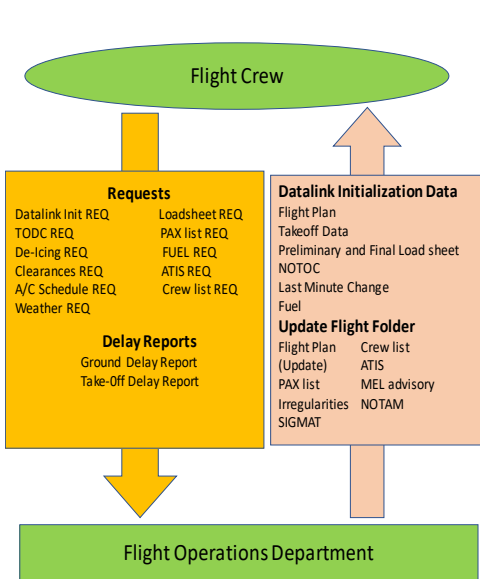 Flight Crew
Requests
Datalink Init REQ
TODC REQ
De-Icing REQ
Clearances REQ
A/C Schedule REQ
Weather REQ
Loadsheet REQ
PAX list REQ
FUEL REQ
ATIS REQ
Crew list REQ
Delay Reports
Ground Delay Report
Take-0ff Delay Report
Datalink Initialization Data
Flight Plan
Takeoff Data
Preliminary and Final Load sheet
NOTOC
Last Minute Change
Fuel
Update Flight Folder
Flight Plan
(Update)
PAX list
Irregularities
SIGMAT
Crew list
ATIS
MEL advisory
NOTAM
Flight Operations Department